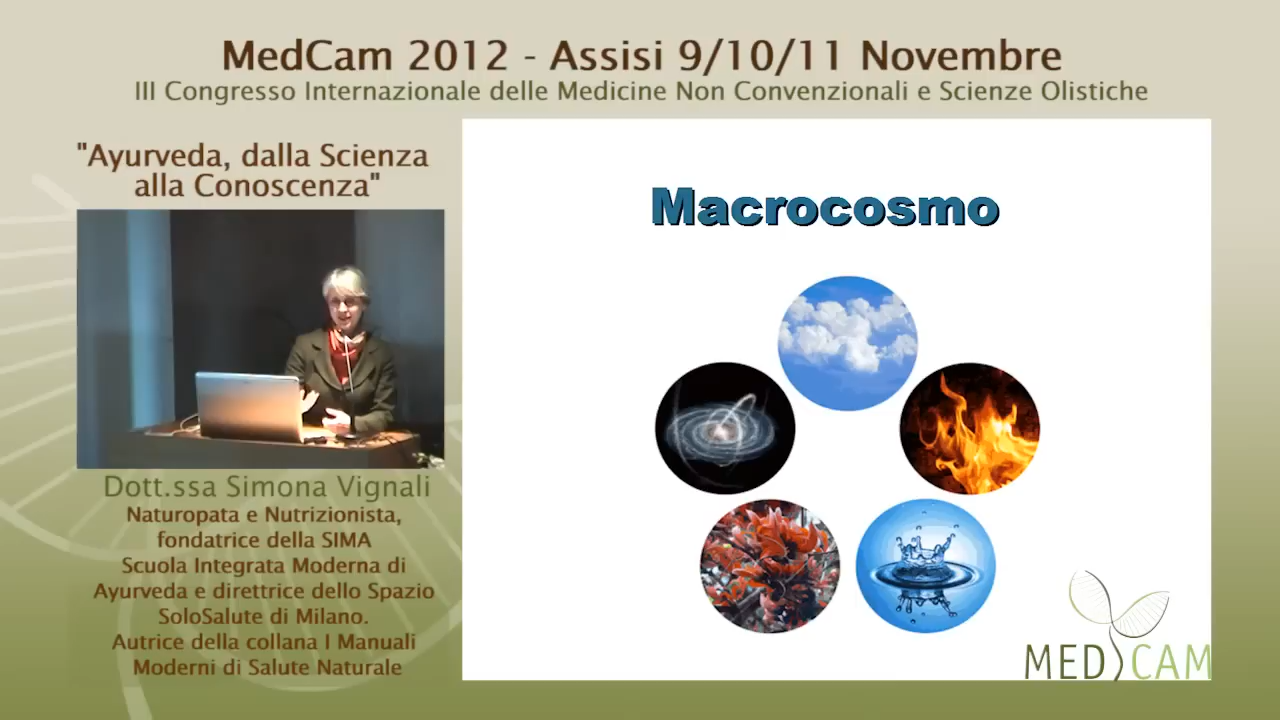 MedCam 2012 - Assisi 9/10/11 Novembre
III Congresso Internazionale delle Medicine Non Convenzionali e Scienze Olistiche
"Ayurveda, dalla Scienza
alla Conoscenza"
Macrocosmo
Dott.ssa Simona Vignali
Naturopata e Nutrizionista,
fondatrice della SIMA
Scuola Integrata Moderna di
Ayurveda e direttrice dello Spazio
SoloSalute di Milano.
Autrice della collana I Manuali
Moderni di Salute Naturale
MEDCAM